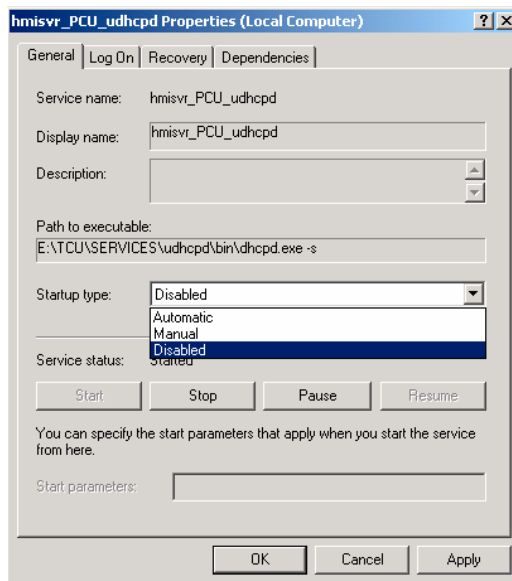 hmisvr_PCU_udhcpd Properties (Local Computer)
General Log On Recovery Dependencies
Service name: hmisvr_PCU_udhcpd
Display name: hmisvr_PCU_udhcpd
Description:
Path to executable:
E:\TCU\SERVICES\udhcpd\bin\dhcpd.exe -s
Startup type: Disabled
Automatic
Manual
Disabled
Service status: Started
Start Stop Pause Resume
You can specify the start parameters that apply when you start the service
from here.
Start parameters:
OK Cancel Apply